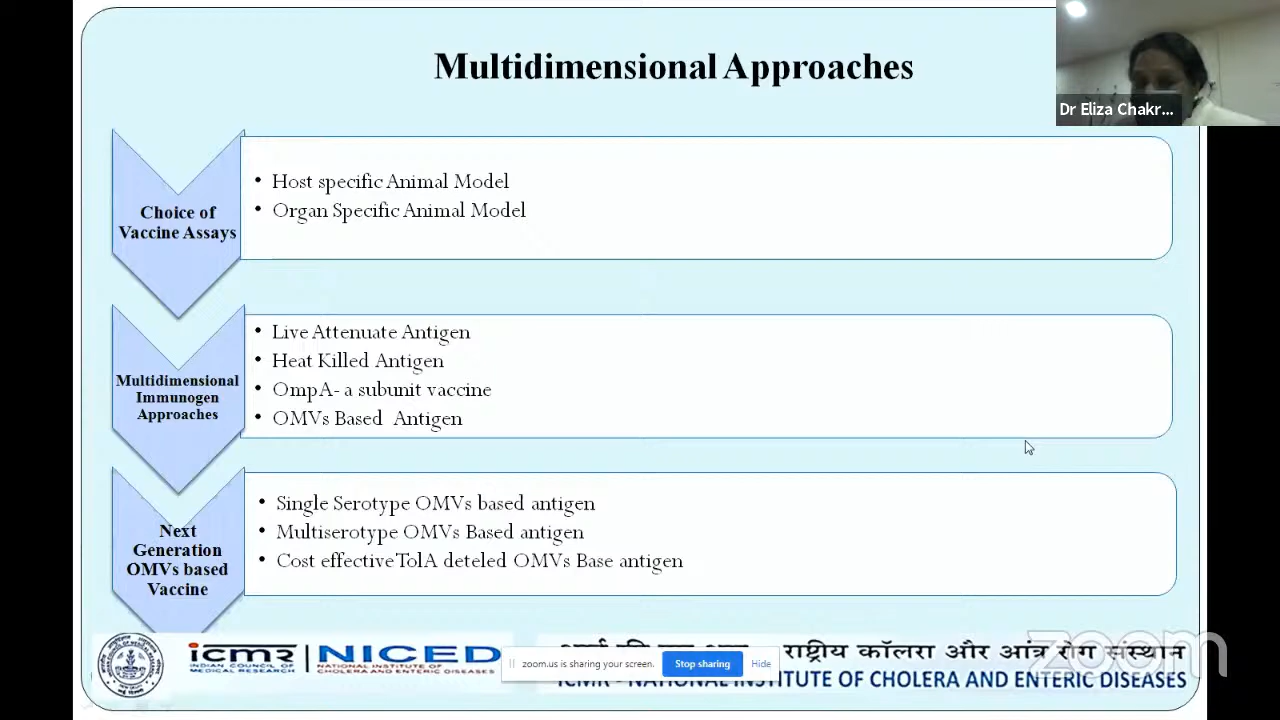 Multidimensional Approaches
Dr Eliza Chakr...
Choice of
Vaccine Assays
• Host specific Animal Model
• Organ Specific Animal Model
Multidimensional
Immunogen
Approaches
• Live Attenuate Antigen
• Heat Killed Antigen
• OmpA- a subunit vaccine
• OMVs Based Antigen
Next
Generation
OMVs based
Vaccine
• Single Serotype OMVs based antigen
• Multiserotype OMVs Based antigen
• Cost effective TolA deteled OMVs Base antigen
icmr
INDIAN COUNCIL OF
MEDICAL RESEARCH
NICED
NATIONAL INSTITUTE OF
CHOLERA AND ENTERIC DISEASES
zoom.us is sharing your screen.
Stop sharing
Hide
राष्ट्रीय कॉलरा और आंत्र रोग संस्थान
ICMR - NATIONAL INSTITUTE OF CHOLERA AND ENTERIC DISEASES
zoom